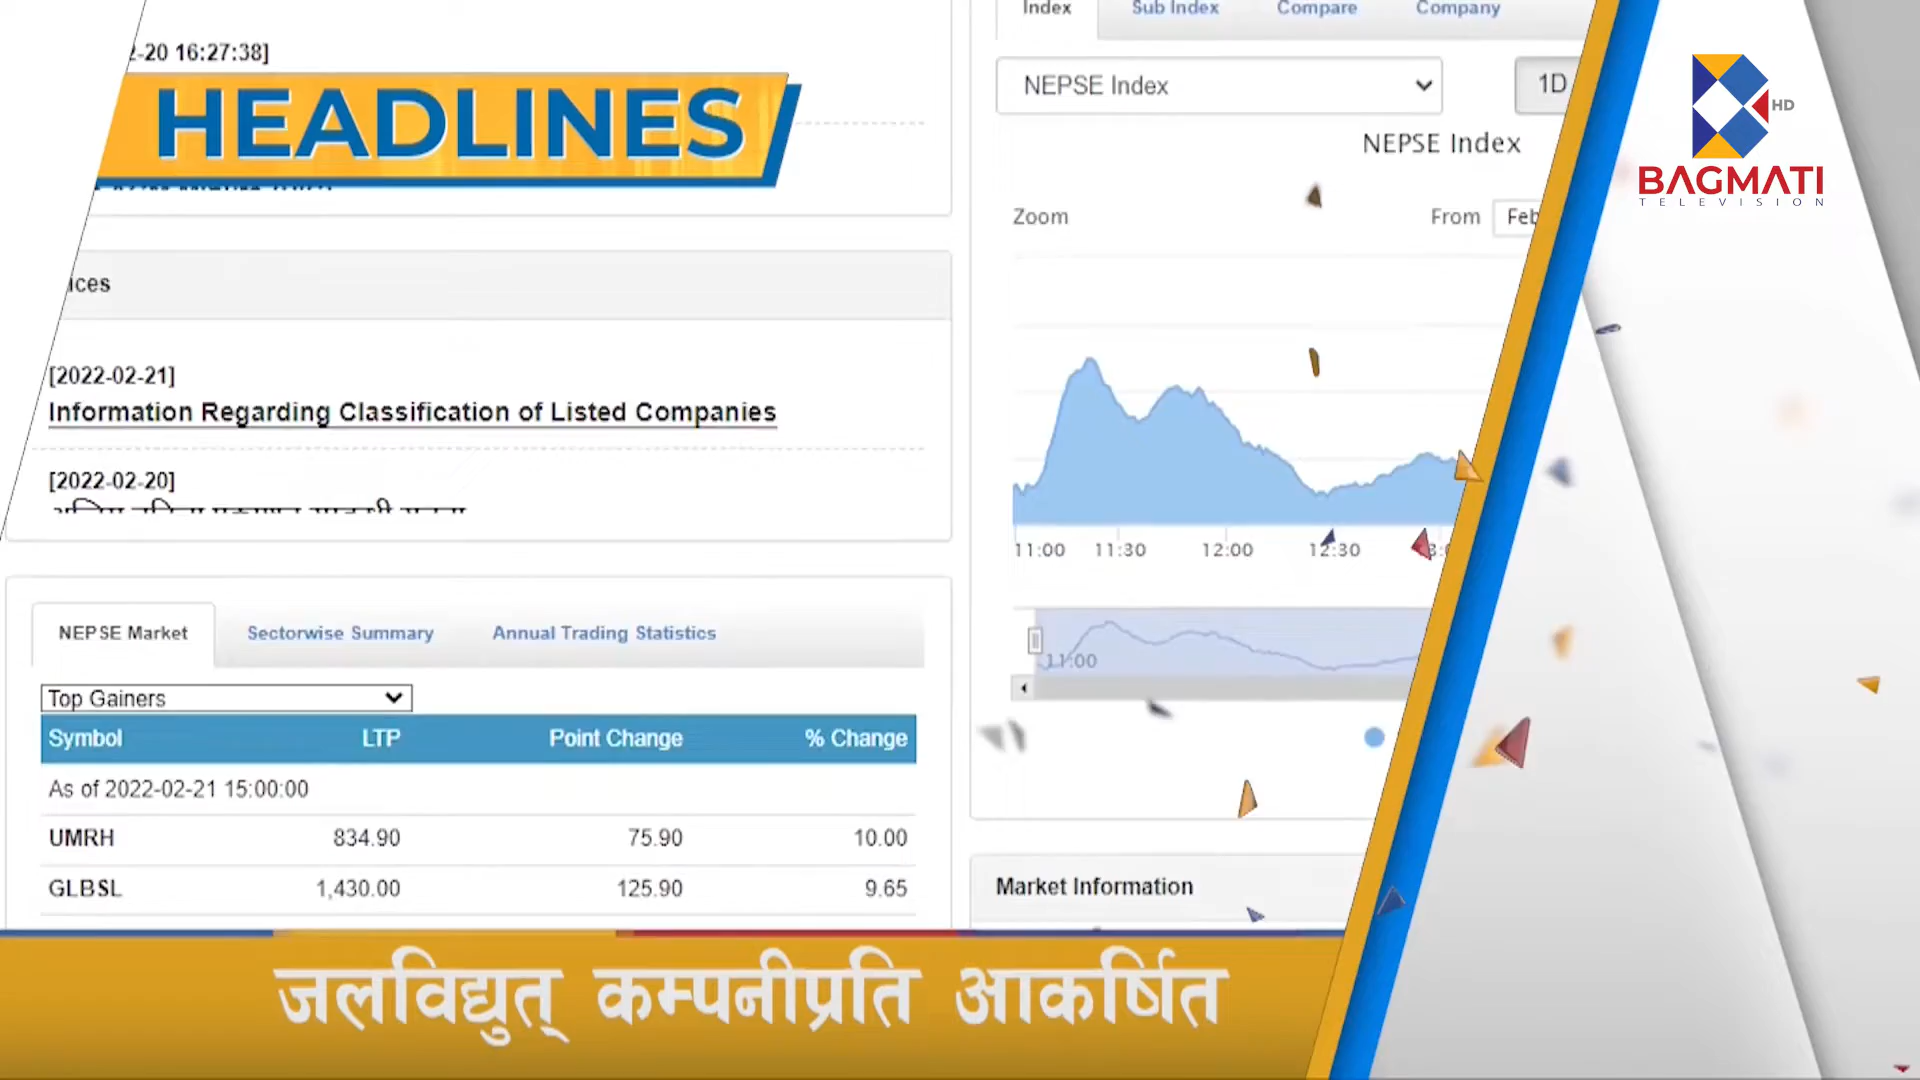 2-20 16:27:38]
HEADLINES
ices
[2022-02-21]
Information Regarding Classification of Listed Companies
[2022-02-20]
NEPSE Market Sectorwise Summary Annual Trading Statistics
Top Gainers
Symbol LTP Point Change % Change
As of 2022-02-21 15:00:00
UMRH 834.90 75.90 10.00
GLBSL 1,430.00 125.90 9.65
Index Sub Index Compare Company
NEPSE Index 1D
NEPSE Index
Zoom From Feb
11:00 11:30 12:00 12:30
11:00
Market Information
HD
BAGMATI
TELEVISION
जलविद्युत् कम्पनीप्रति आकर्षित